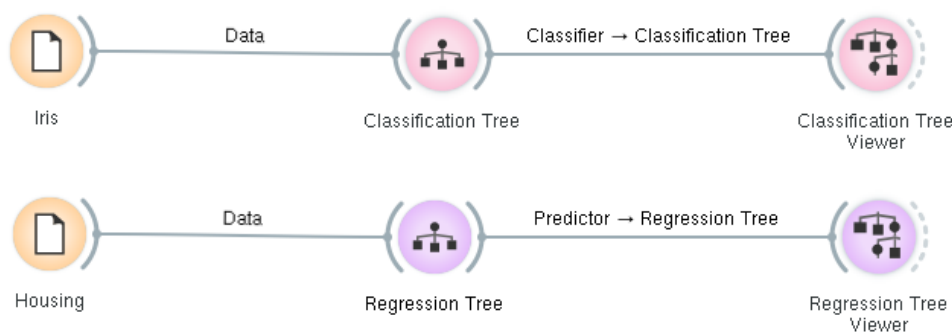 Data
Classifier → Classification Tree
Iris
Classification Tree
Classification Tree
Viewer
Data
Predictor → Regression Tree
Housing
Regression Tree
Regression Tree
Viewer